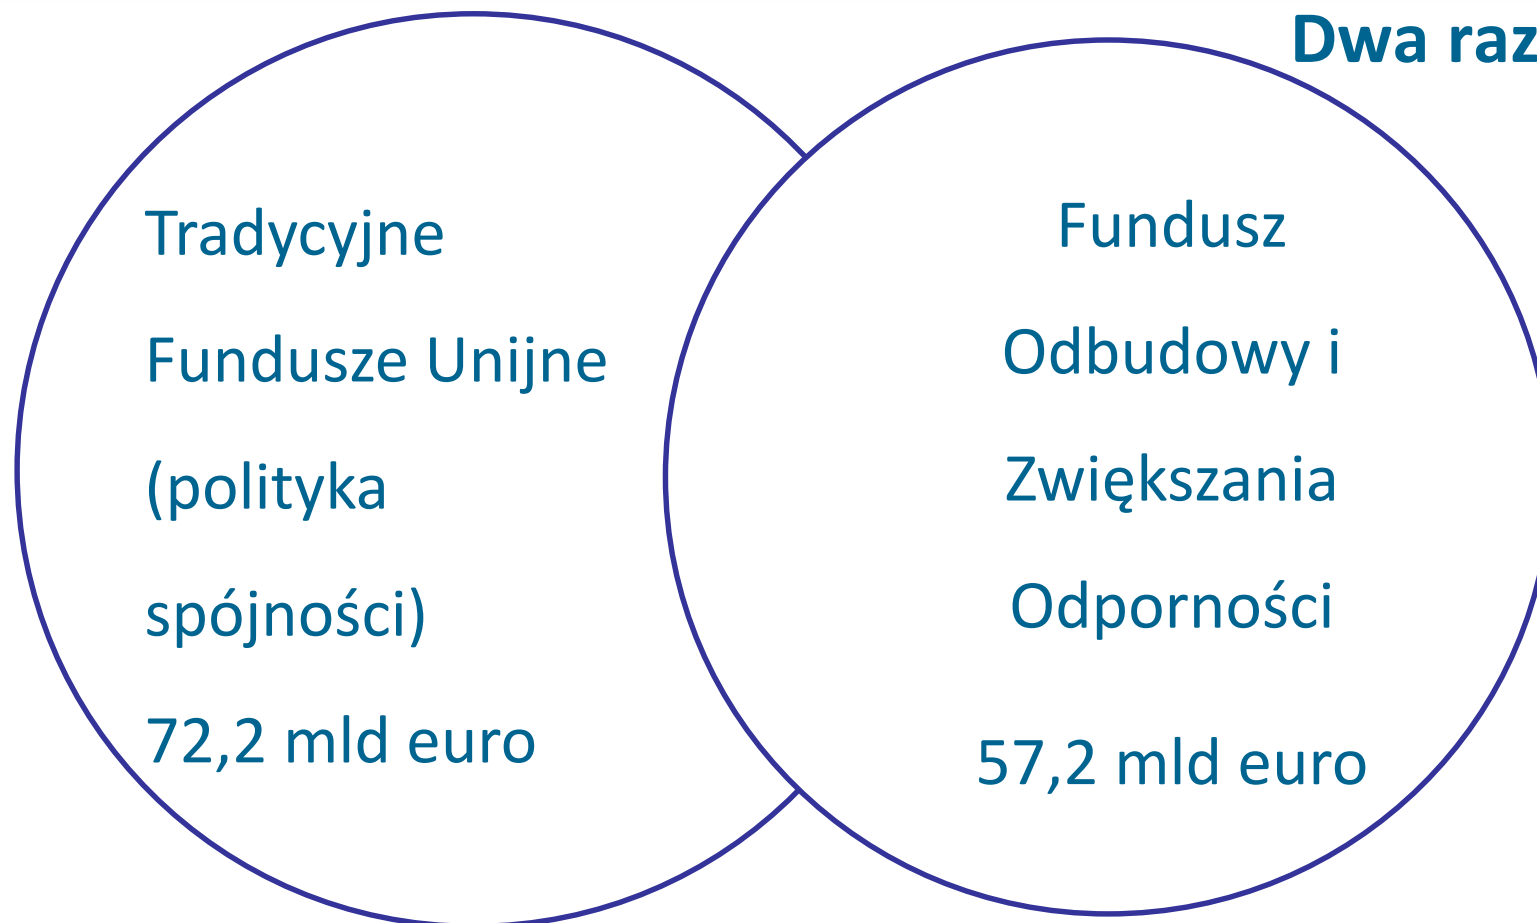 Dwa raz
Tradycyjne
Fundusze Unijne
(polityka
spójności)
72,2 mld euro
Fundusz
Odbudowy i
Zwiększania
Odporności
57,2 mld euro